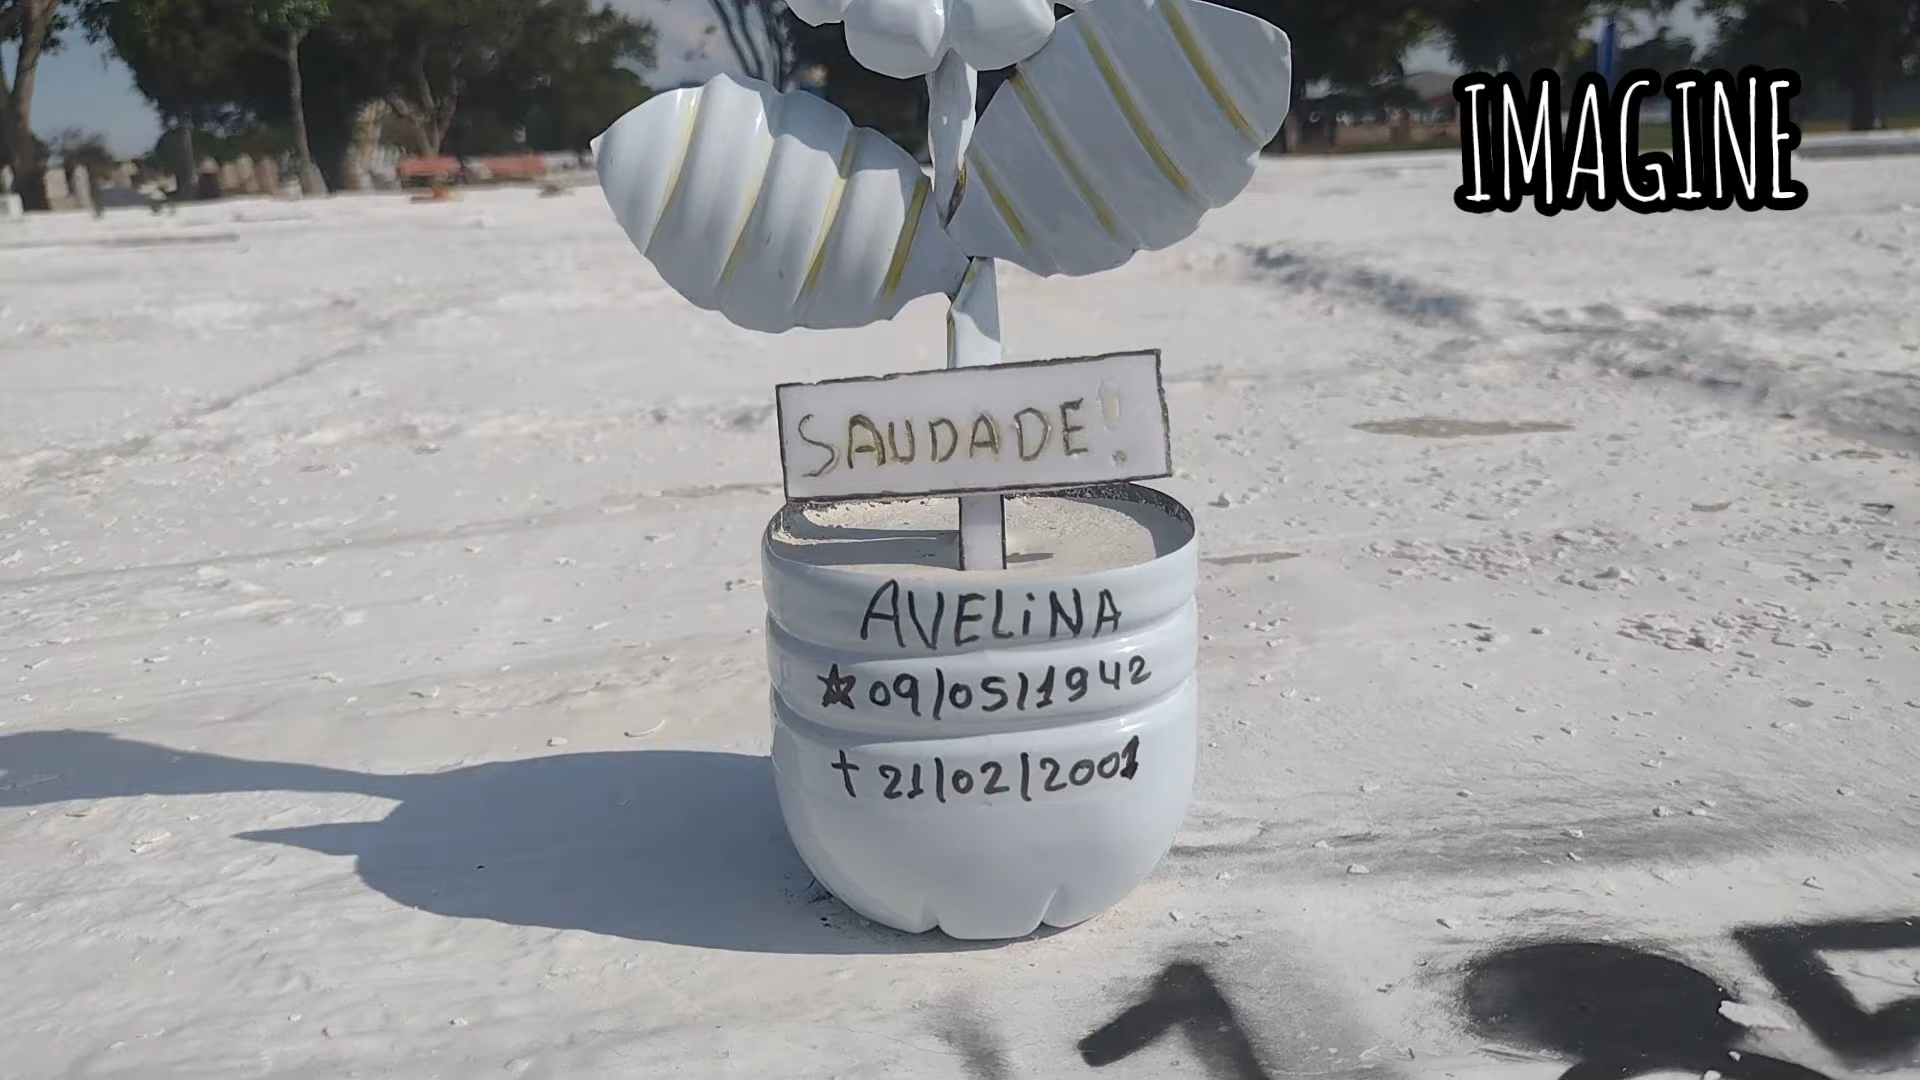 IMAGINE
SAUDADE!
AVELINA
☆ 09/05/1942
† 21/02/2001